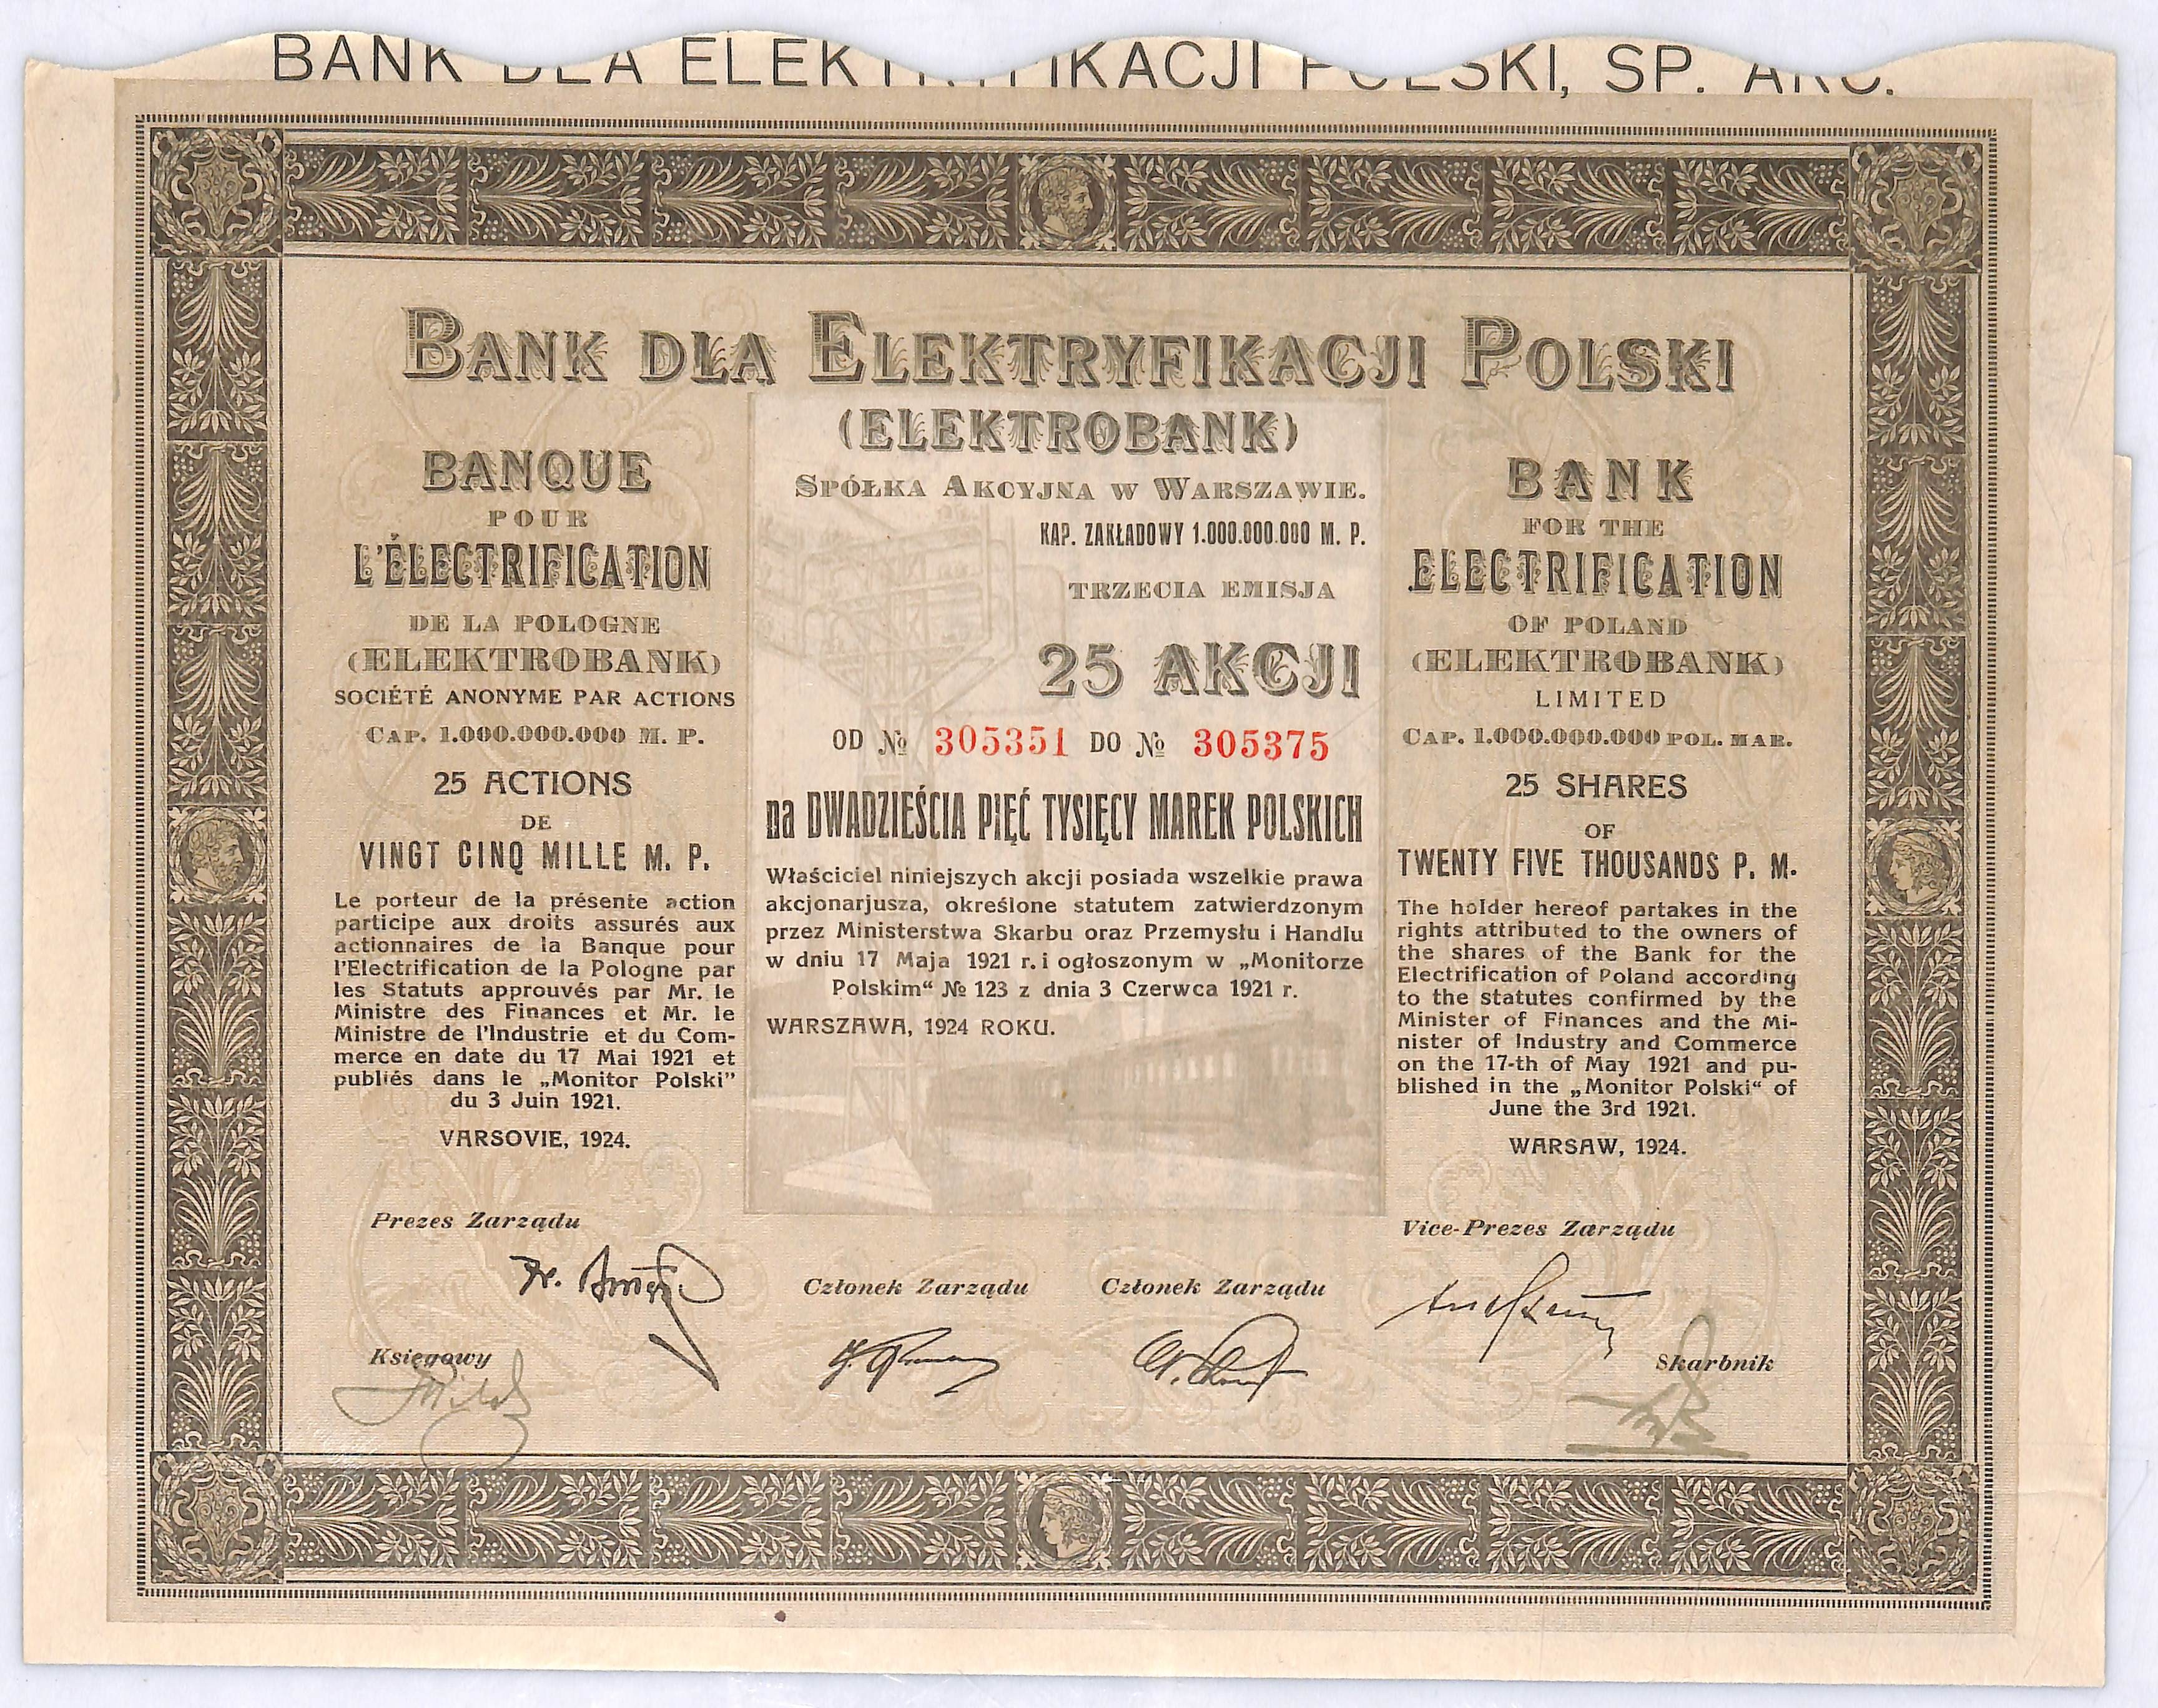 BANK DLA ELEKTRYFIKACJI POLSKI, SP. AKC.
BANK DLA ELEKTRYFIKACJI POLSKI
(ELEKTROBANK)
SPÓŁKA AKCYJNA W WARSZAWIE.
KAP. ZAKŁADOWY 1.000.000.000 M. P.
TRZECIA EMISJA
25 AKCJI
OD № 305351 DO № 305375
na DWADZIEŚCIA PIĘĆ TYSIĘCY MAREK POLSKICH
Właściciel niniejszych akcji posiada wszelkie prawa
akcjonarjusza, określone statutem zatwierdzonym
przez Ministerstwa Skarbu oraz Przemysłu i Handlu
w dniu 17 Maja 1921 r. i ogłoszonym w „Monitorze
Polskim“ № 123 z dnia 3 Czerwca 1921 r.
WARSZAWA, 1924 ROKU.
BANQUE
POUR
L'ÉLECTRIFICATION
DE LA POLOGNE
(ELEKTROBANK)
SOCIÉTÉ ANONYME PAR ACTIONS
CAP. 1.000.000.000 M. P.
25 ACTIONS
DE
VINGT CINQ MILLE M. P.
Le porteur de la présente action
participe aux droits assurés aux
actionnaires de la Banque pour
l'Electrification de la Pologne par
les Statuts approuvés par Mr. le
Ministre des Finances et Mr. le
Ministre de l'Industrie et du Com-
merce en date du 17 Mai 1921 et
publiés dans le „Monitor Polski”
du 3 Juin 1921.
VARSOVIE, 1924.
BANK
FOR THE
ELECTRIFICATION
OF POLAND
(ELEKTROBANK)
LIMITED
CAP. 1.000.000.000 POL. MAR.
25 SHARES
OF
TWENTY FIVE THOUSANDS P. M.
The holder hereof partakes in the
rights attributed to the owners of
the shares of the Bank for the
Electrification of Poland according
to the statutes confirmed by the
Minister of Finances and the Mi-
nister of Industry and Commerce
on the 17-th of May 1921 and pu-
blished in the „Monitor Polski“ of
June the 3rd 1921.
WARSAW, 1924.
Prezes Zarządu
Vice-Prezes Zarządu
Członek Zarządu
Członek Zarządu
Księgowy
Skarbnik